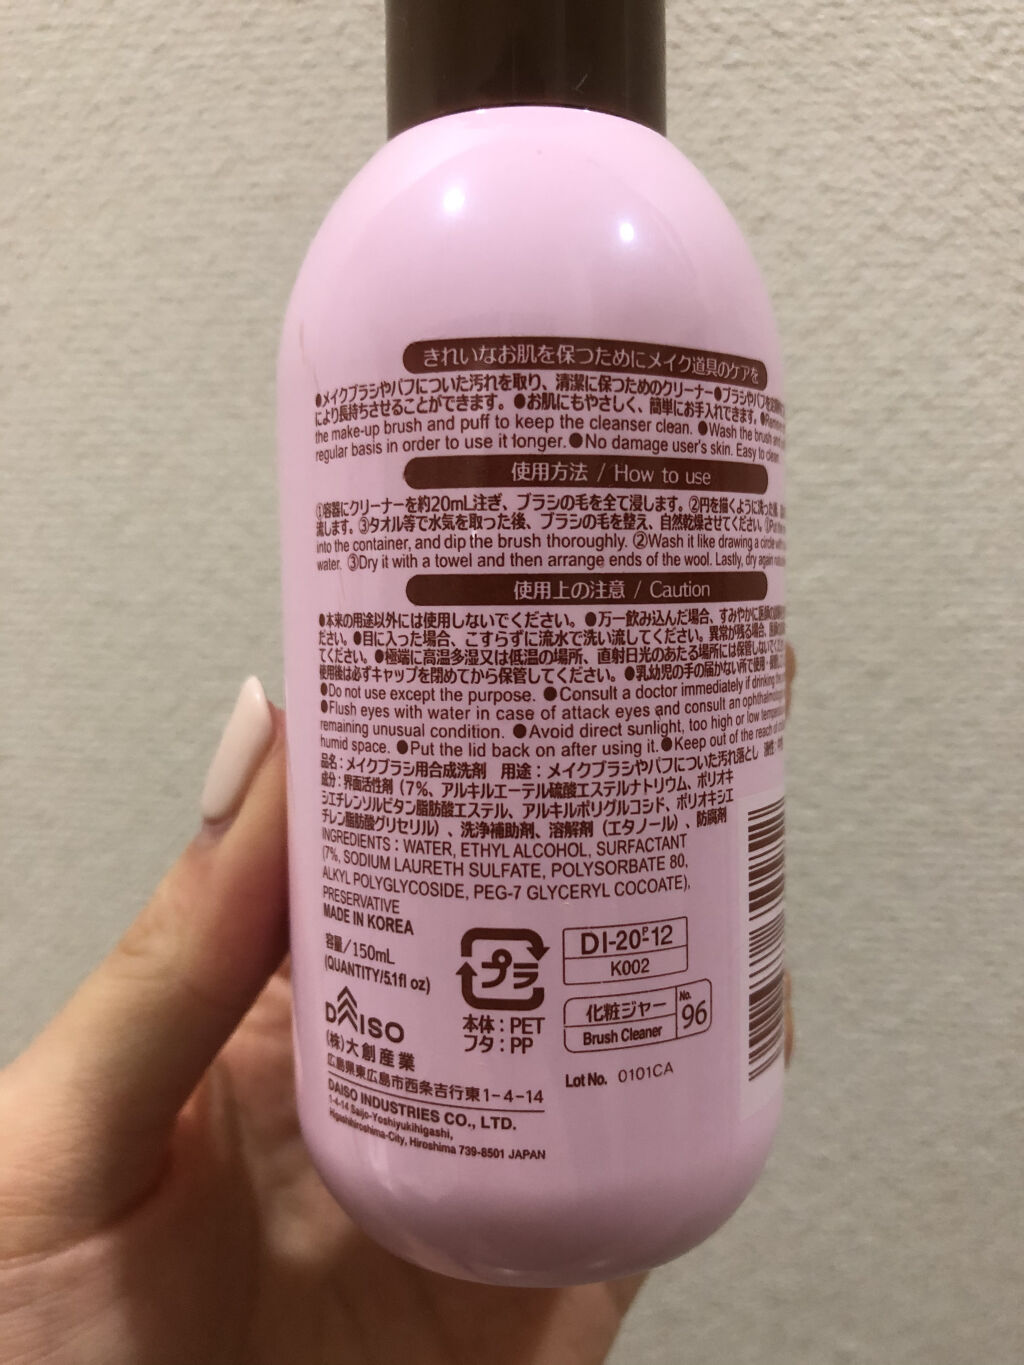 きれいなお肌を保つためにメイク道具のケアを
●メイクブラシやパフについた汚れを取り、清潔に保つためのクリーナー●ブラシやパフを
により長持ちさせることができます。●お肌にもやさしく、簡単にお手入れできます。●Remove
the make-up brush and puff to keep the cleanser clean. ●Wash the brush and
regular basis in order to use it longer.●No damage user's skin. Easy to clean
使用方法 / How to use
①容器にクリーナーを約20mL注ぎ、ブラシの毛を全て浸します。②円を描くように洗った後、
流します。③タオル等で水気を取った後、ブラシの毛を整え、自然乾燥させてください。①Put the
into the container, and dip the brush thoroughly. ②Wash it like drawing a circle with
water. ③Dry it with a towel and then arrange ends of the wool. Lastly, dry again
使用上の注意 / Caution
●本来の用途以外には使用しないでください。●万一飲み込んだ場合、すみやかに医師の
ださい。●目に入った場合、こすらずに流水で洗い流してください。異常が残る場合、
てください。●極端に高温多湿又は低温の場所、直射日光のあたる場所には保管しないでください。
使用後は必ずキャップを閉めてから保管してください。●乳幼児の手の届かない所で使用・
●Do not use except the purpose. ●Consult a doctor immediately if drinking the
●Flush eyes with water in case of attack eyes and consult an ophthalmologist
remaining unusual condition. ●Avoid direct sunlight, too high or low temperature
humid space. ●Put the lid back on after using it.●Keep out of the reach of
品名：メイクブラシ用合成洗剤 用途：メイクブラシやパフについた汚れ落とし 液性：中性
成分：界面活性剤（7%、アルキルエーテル硫酸エステルナトリウム、ポリオキ
シエチレンソルビタン脂肪酸エステル、アルキルポリグルコシド、ポリオキシエ
チレン脂肪酸グリセリル）、洗浄補助剤、溶解剤（エタノール）、防腐剤
INGREDIENTS : WATER, ETHYL ALCOHOL, SURFACTANT
(7%, SODIUM LAURETH SULFATE, POLYSORBATE 80,
ALKYL POLYGLYCOSIDE, PEG-7 GLYCERYL COCOATE),
PRESERVATIVE
MADE IN KOREA
容量/150mL
(QUANTITY/5.1fl oz)
プラ
本体：PET
フタ：PP
DI-20-P-12
K002
化粧ジャー
Brush Cleaner
No.
96
Lot No. 0101CA
DAISO
(株)大創産業
広島県東広島市西条吉行東1-4-14
DAISO INDUSTRIES CO., LTD.
1-4-14 Saijo-Yoshiyukihigashi,
Higashihiroshima-City, Hiroshima 739-8501 JAPAN